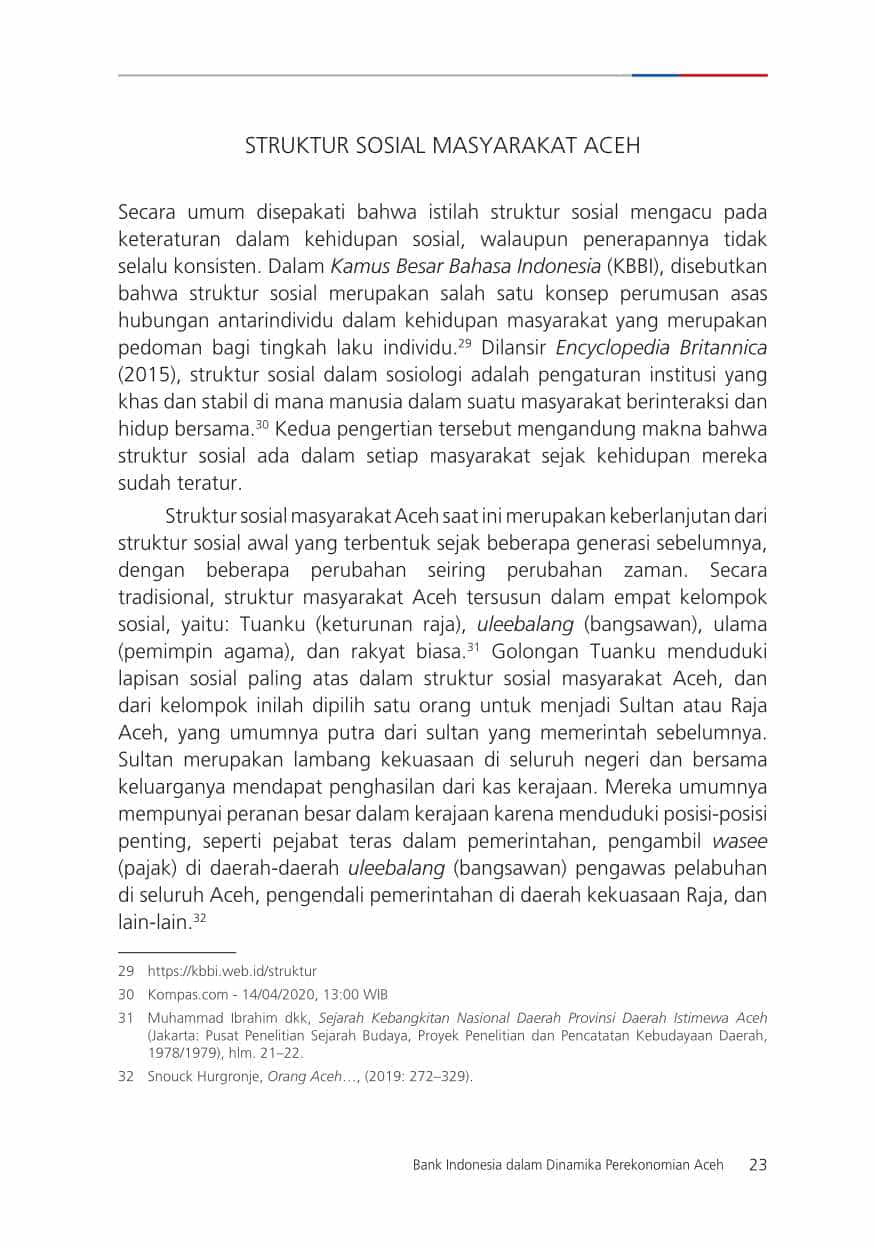 STRUKTUR SOSIAL MASYARAKAT ACEH
Secara umum disepakati bahwa istilah struktur sosial mengacu pada
keteraturan dalam kehidupan sosial, walaupun penerapannya tidak
selalu konsisten. Dalam Kamus Besar Bahasa Indonesia (KBBI), disebutkan
bahwa struktur sosial merupakan salah satu konsep perumusan asas
hubungan antarindividu dalam kehidupan masyarakat yang merupakan
pedoman bagi tingkah laku individu.²⁹ Dilansir Encyclopedia Britannica
(2015), struktur sosial dalam sosiologi adalah pengaturan institusi yang
khas dan stabil di mana manusia dalam suatu masyarakat berinteraksi dan
hidup bersama.³⁰ Kedua pengertian tersebut mengandung makna bahwa
struktur sosial ada dalam setiap masyarakat sejak kehidupan mereka
sudah teratur.
Struktur sosial masyarakat Aceh saat ini merupakan keberlanjutan dari
struktur sosial awal yang terbentuk sejak beberapa generasi sebelumnya,
dengan beberapa perubahan seiring perubahan zaman. Secara
tradisional, struktur masyarakat Aceh tersusun dalam empat kelompok
sosial, yaitu: Tuanku (keturunan raja), uleebalang (bangsawan), ulama
(pemimpin agama), dan rakyat biasa.³¹ Golongan Tuanku menduduki
lapisan sosial paling atas dalam struktur sosial masyarakat Aceh, dan
dari kelompok inilah dipilih satu orang untuk menjadi Sultan atau Raja
Aceh, yang umumnya putra dari sultan yang memerintah sebelumnya.
Sultan merupakan lambang kekuasaan di seluruh negeri dan bersama
keluarganya mendapat penghasilan dari kas kerajaan. Mereka umumnya
mempunyai peranan besar dalam kerajaan karena menduduki posisi-posisi
penting, seperti pejabat teras dalam pemerintahan, pengambil wasee
(pajak) di daerah-daerah uleebalang (bangsawan) pengawas pelabuhan
di seluruh Aceh, pengendali pemerintahan di daerah kekuasaan Raja, dan
lain-lain.³²
29 https://kbbi.web.id/struktur
30 Kompas.com - 14/04/2020, 13:00 WIB
31 Muhammad Ibrahim dkk, Sejarah Kebangkitan Nasional Daerah Provinsi Daerah Istimewa Aceh
(Jakarta: Pusat Penelitian Sejarah Budaya, Proyek Penelitian dan Pencatatan Kebudayaan Daerah,
1978/1979), hlm. 21–22.
32 Snouck Hurgronje, Orang Aceh…, (2019: 272–329).
Bank Indonesia dalam Dinamika Perekonomian Aceh 23